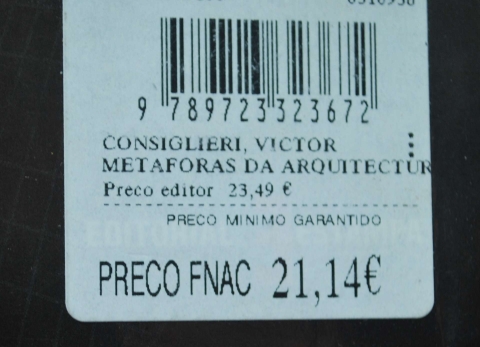 9 789723 323672
CONSIGLIERI, VICTOR
METAFORAS DA ARQUITECTUR
Preco editor 23,49 €
PRECO MINIMO GARANTIDO
PRECO FNAC 21,14€